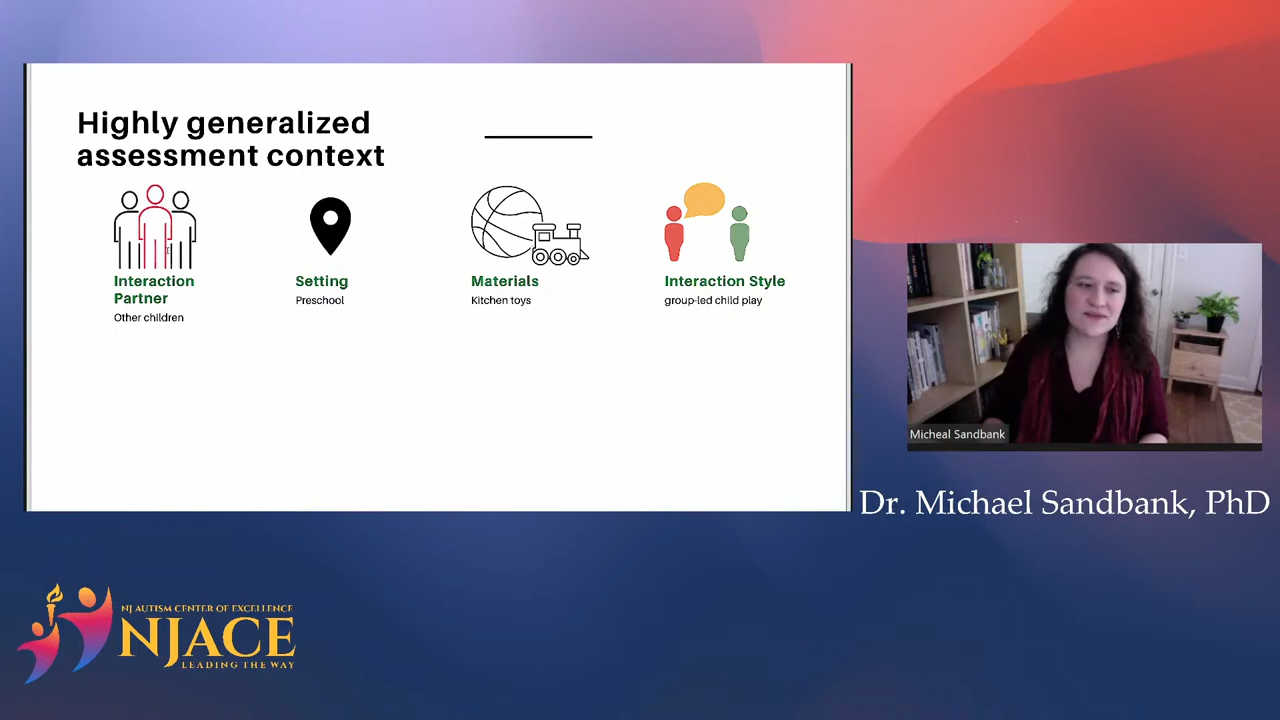 Highly generalized
assessment context
Interaction
Partner
Other children
Setting
Preschool
Materials
Kitchen toys
Interaction Style
group-led child play
Micheal Sandbank
Dr. Michael Sandbank, PhD
NJ AUTISM CENTER OF EXCELLENCE
NJACE
LEADING THE WAY